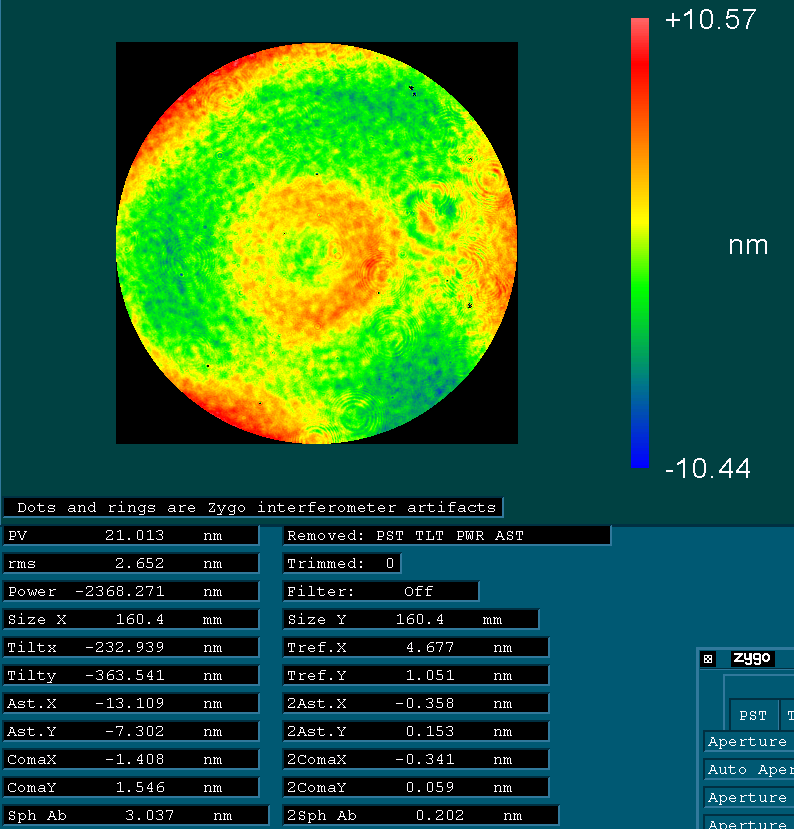 +10.57
nm
-10.44
Dots and rings are Zygo interferometer artifacts
PV 21.013 nm Removed: PST TLT PWR AST
rms 2.652 nm Trimmed: 0
Power -2368.271 nm Filter: Off
Size X 160.4 mm Size Y 160.4 mm
Tiltx -232.939 nm Tref.X 4.677 nm
Tilty -363.541 nm Tref.Y 1.051 nm
zygo
Ast.X -13.109 nm 2Ast.X -0.358 nm
Ast.Y -7.302 nm 2Ast.Y 0.153 nm
PST T
ComaX -1.408 nm 2ComaX -0.341 nm
Aperture
ComaY 1.546 nm 2ComaY 0.059 nm
Auto Aper
Aperture
Sph Ab 3.037 nm 2Sph Ab 0.202 nm
Aperture